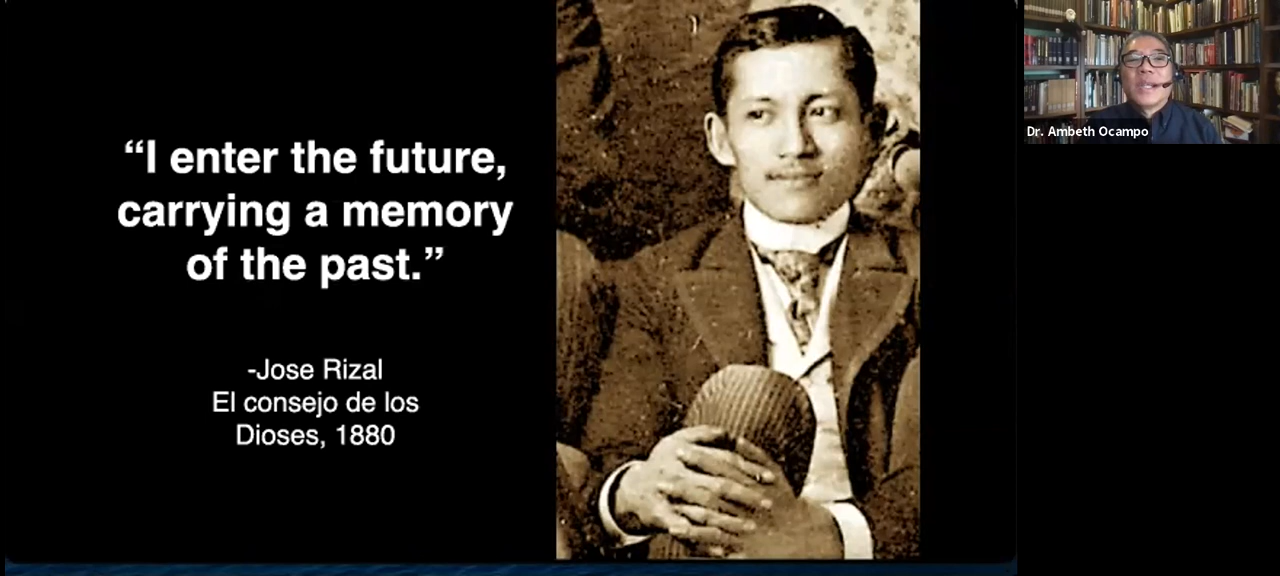 “I enter the future,
carrying a memory
of the past.”
-Jose Rizal
El consejo de los
Dioses, 1880
Dr. Ambeth Ocampo